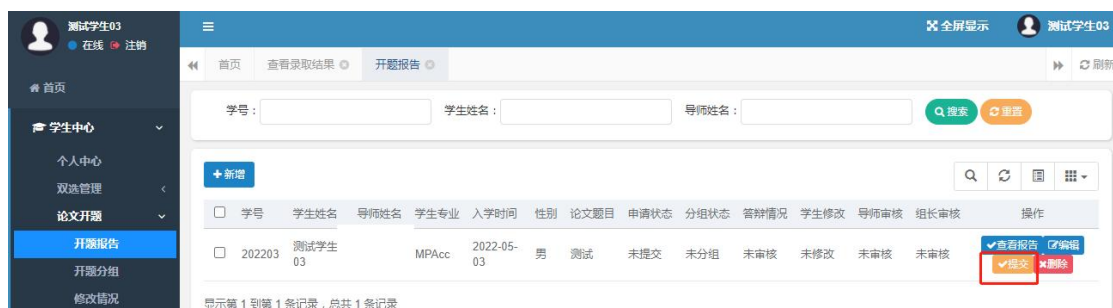 测试学生03
在线 注销
全屏显示 测试学生03
首页 查看录取结果 开题报告 刷新
首页
学号： 学生姓名： 导师姓名： 搜索 重置
学生中心
个人中心
双选管理
论文开题
开题报告
开题分组
修改情况
+新增
学号 学生姓名 导师姓名 学生专业 入学时间 性别 论文题目 申请状态 分组状态 答辩情况 学生修改 导师审核 组长审核 操作
202203 测试学生03 MPAcc 2022-05-03 男 测试 未提交 未分组 未审核 未修改 未审核 未审核 查看报告 编辑
提交 删除
显示第 1 到第 1 条记录，总共 1 条记录